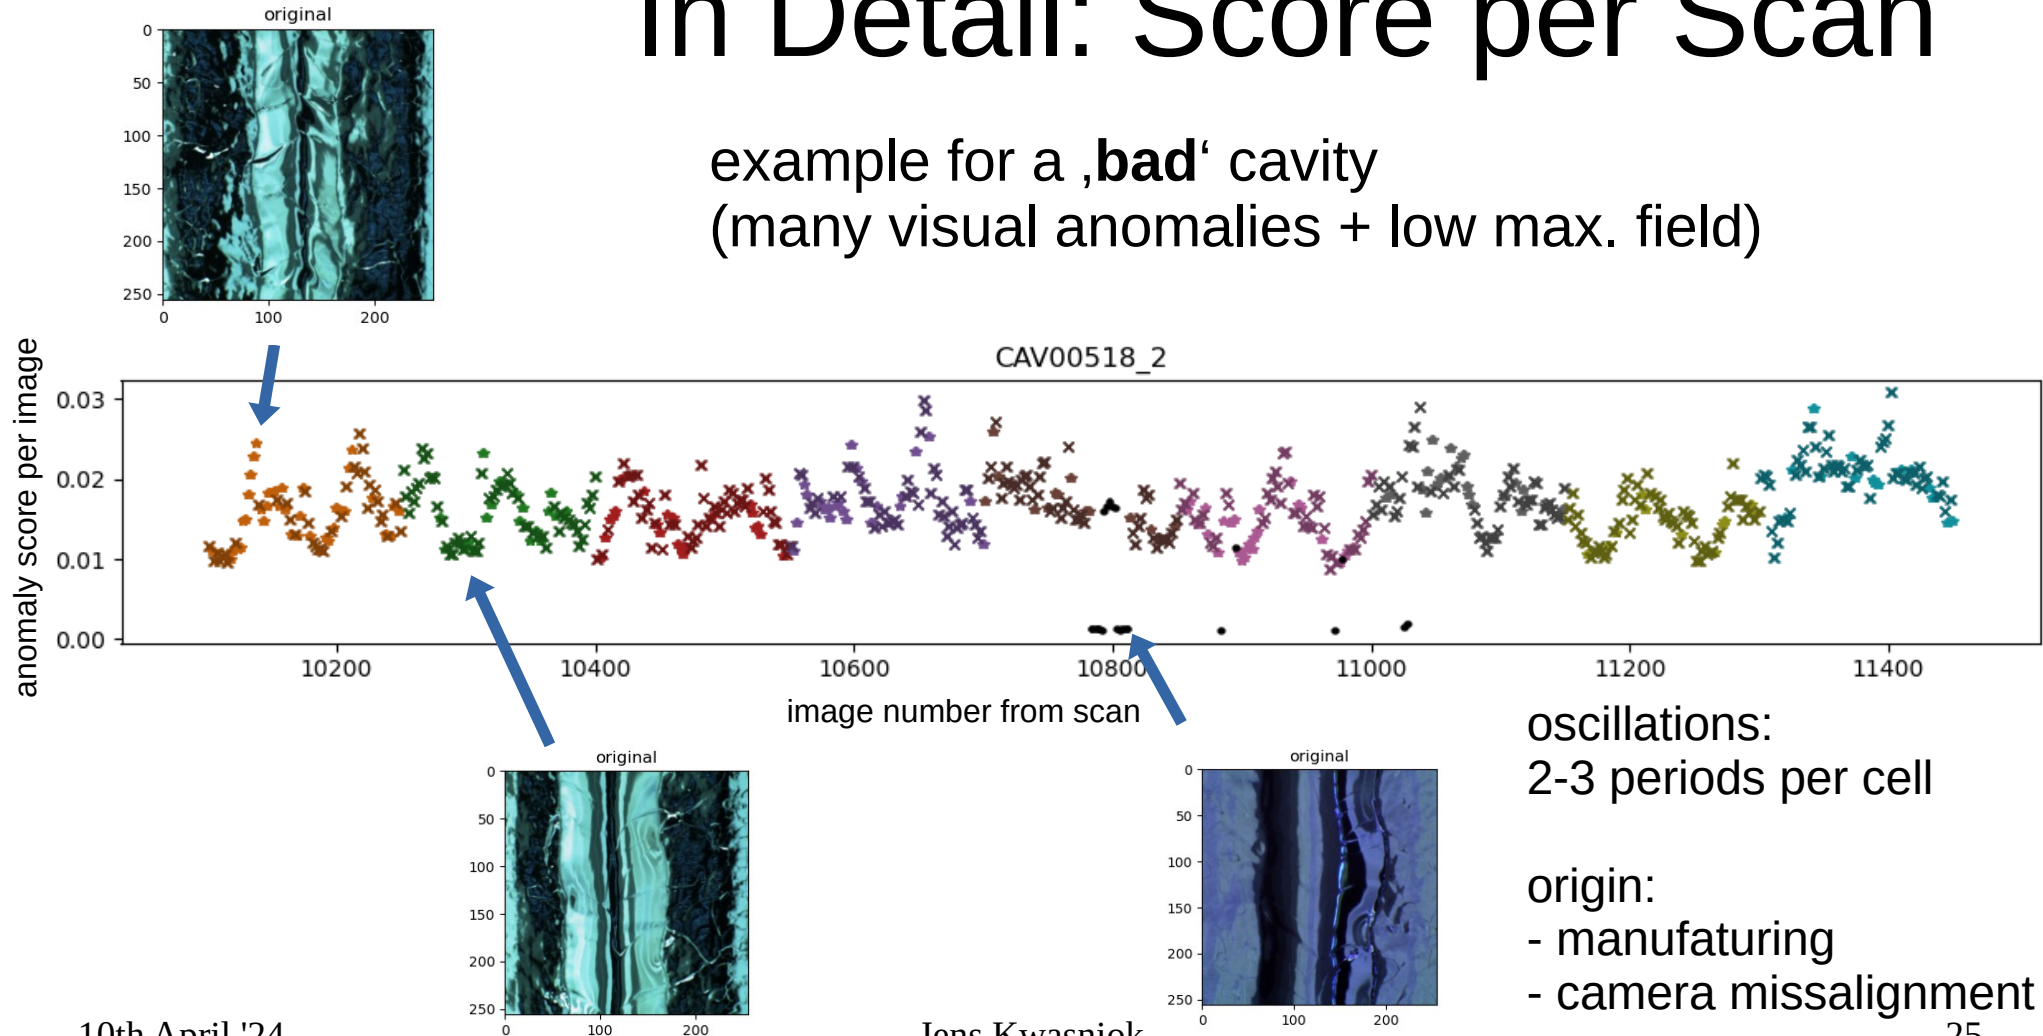 original
In Detail: Score per Scan
0
50
100
150
200
250
0 100 200
example for a ‚bad‘ cavity
(many visual anomalies + low max. field)
CAV00518_2
anomaly score per image
0.03
0.02
0.01
0.00
10200 10400 10600 10800 11000 11200 11400
image number from scan
original
0
50
100
150
200
250
0 100 200
original
0
50
100
150
200
250
0 100 200
oscillations:
2-3 periods per cell
origin:
- manufaturing
- camera missalignment
10th April '24 Jens Kwasniok 25